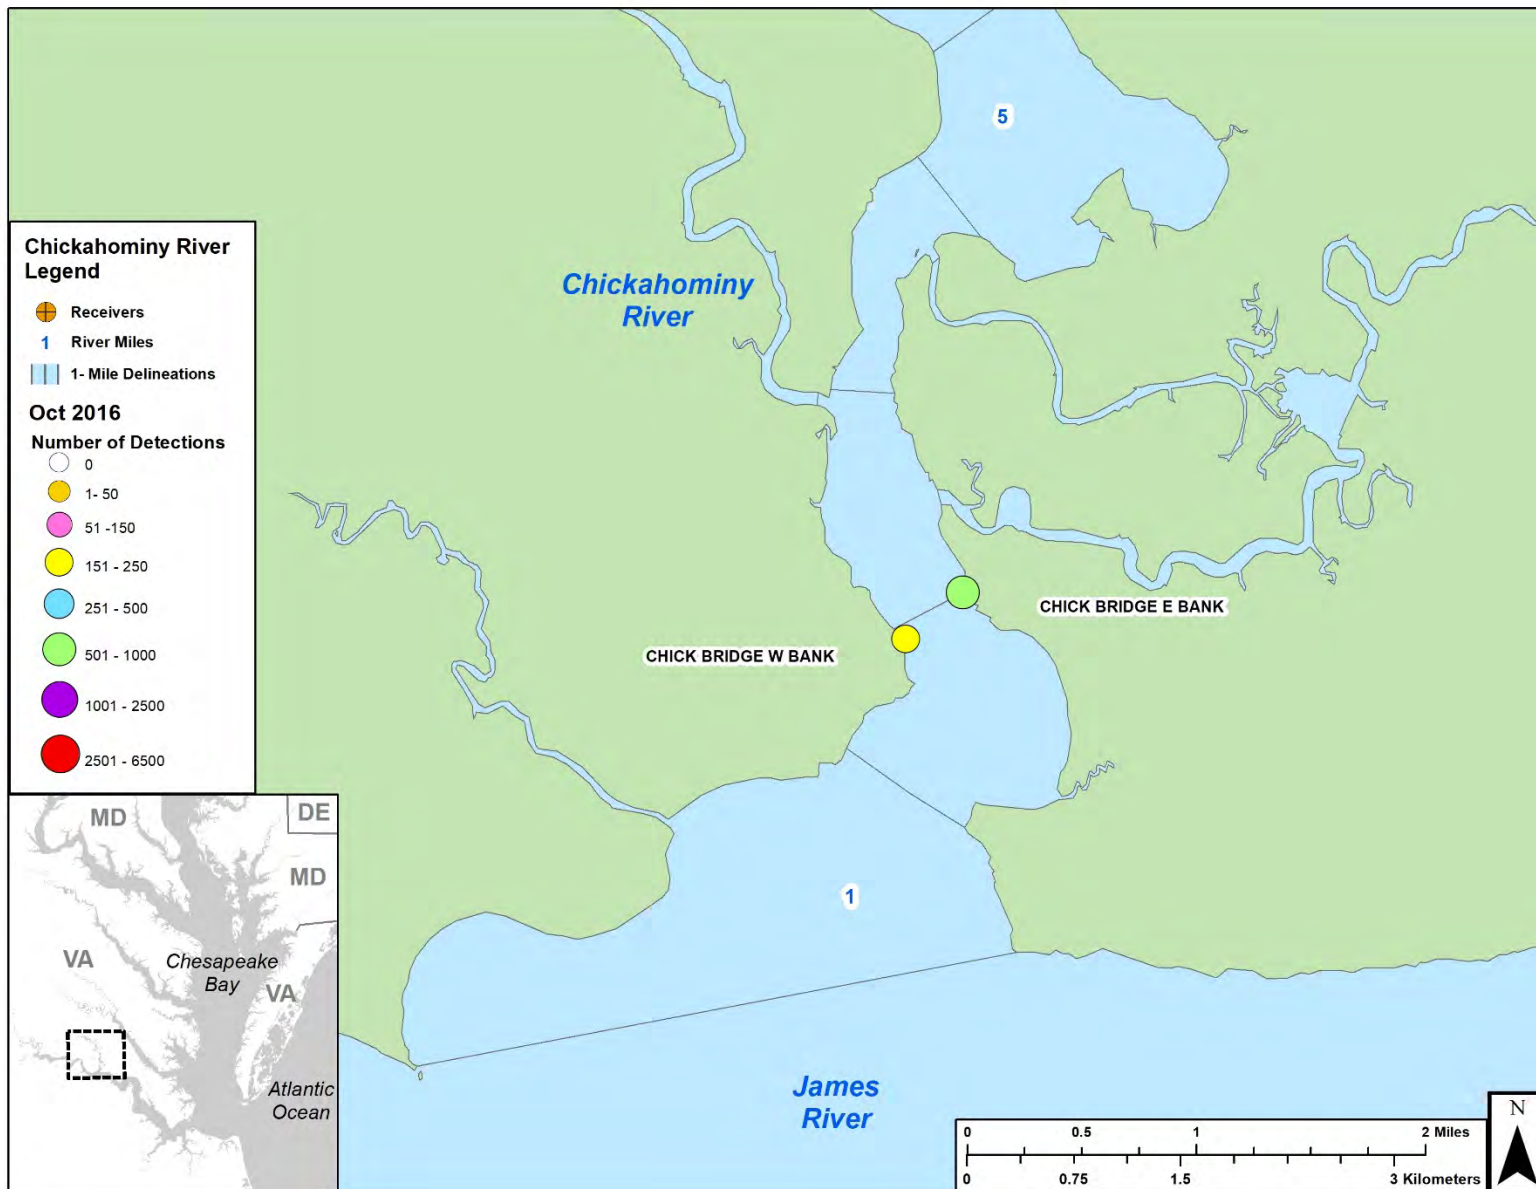 5
Chickahominy
River
Chickahominy River
Legend
Receivers
1 River Miles
1- Mile Delineations
Oct 2016
Number of Detections
0
1- 50
51 -150
151 - 250
251 - 500
501 - 1000
1001 - 2500
2501 - 6500
CHICK BRIDGE E BANK
CHICK BRIDGE W BANK
1
MD
DE
MD
VA
Chesapeake
Bay
VA
Atlantic
Ocean
James
River
0 0.5 1 2 Miles
0 0.75 1.5 3 Kilometers
N